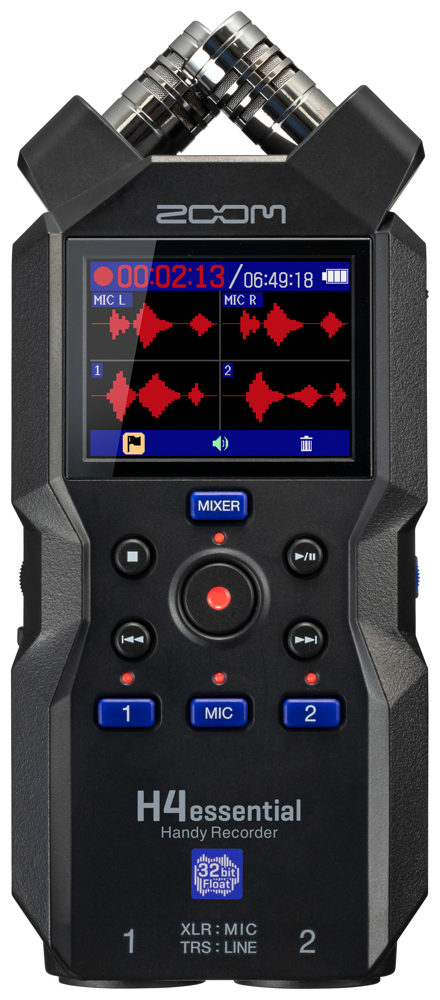 ZOOM
00:02:13/06:49:18
MIC L
MIC R
1
2
MIXER
1
MIC
2
H4essential
Handy Recorder
32bit
Float
1
XLR : MIC
TRS : LINE
2